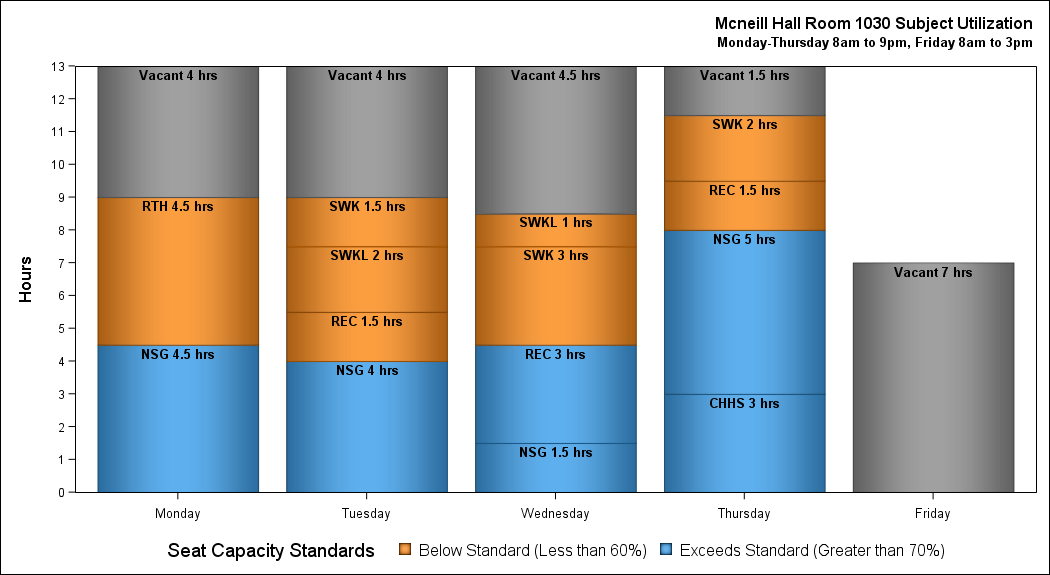 Mcneill Hall Room 1030 Subject Utilization
Monday-Thursday 8am to 9pm, Friday 8am to 3pm
Hours
13
12
11
10
9
8
7
6
5
4
3
2
1
0
Vacant 4 hrs
RTH 4.5 hrs
NSG 4.5 hrs
Vacant 4 hrs
SWK 1.5 hrs
SWKL 2 hrs
REC 1.5 hrs
NSG 4 hrs
Vacant 4.5 hrs
SWKL 1 hrs
SWK 3 hrs
REC 3 hrs
NSG 1.5 hrs
Vacant 1.5 hrs
SWK 2 hrs
REC 1.5 hrs
NSG 5 hrs
CHHS 3 hrs
Vacant 7 hrs
Monday Tuesday Wednesday Thursday Friday
Seat Capacity Standards Below Standard (Less than 60%) Exceeds Standard (Greater than 70%)